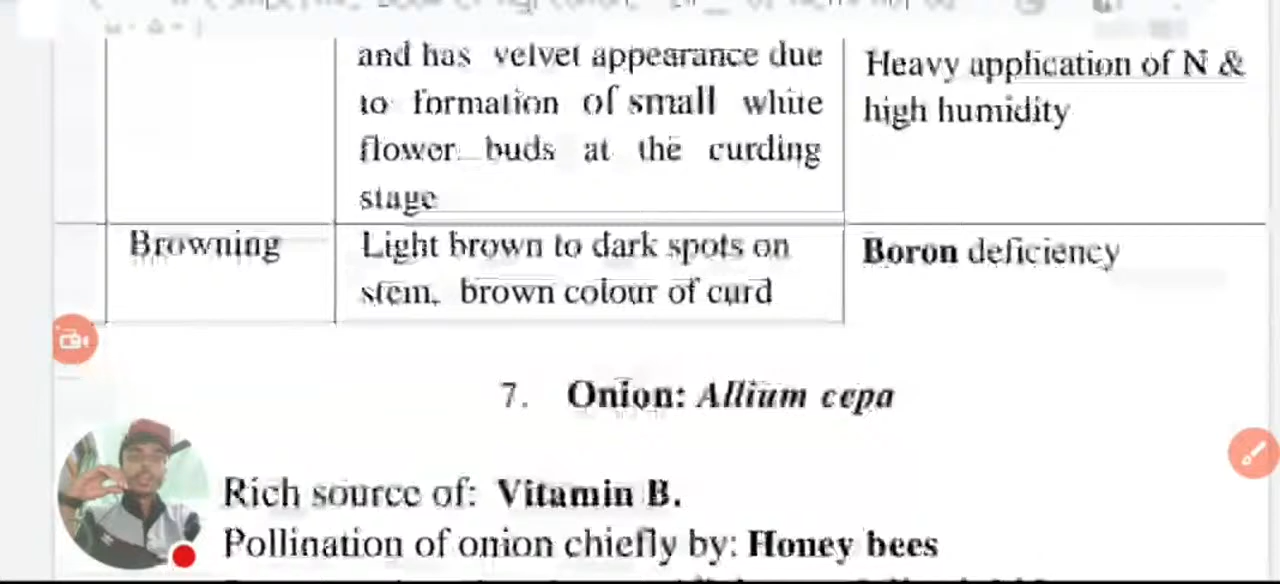 and has velvet appearance due
to formation of small white
flower buds at the curding
stage
Heavy application of N &
high humidity
Browning
Light brown to dark spots on
stem, brown colour of curd
Boron deficiency
7. Onion: Allium cepa
Rich source of: Vitamin B.
Pollination of onion chiefly by: Honey bees